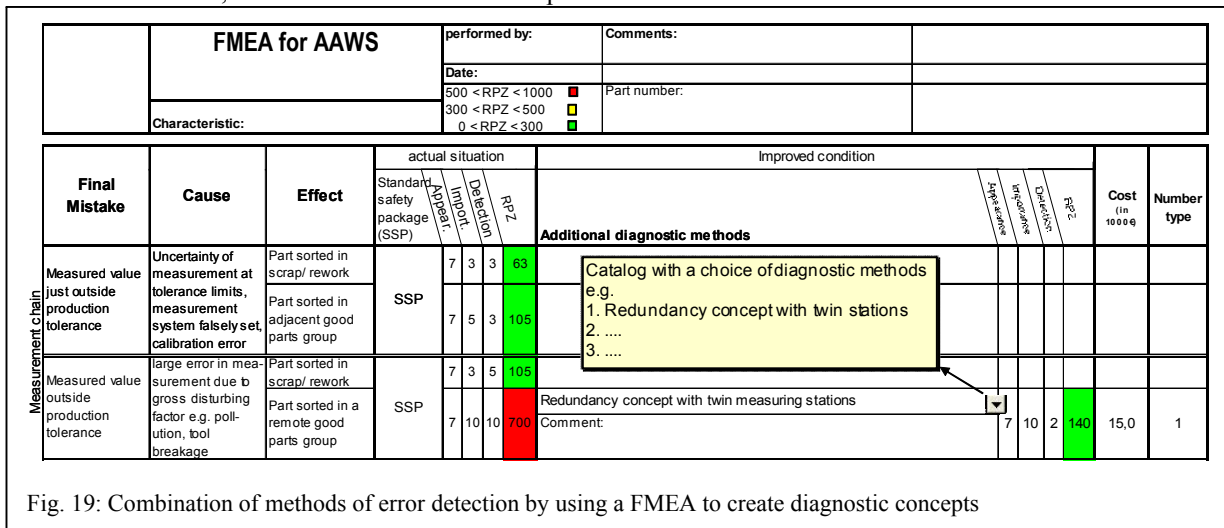 FMEA for AAWS
Characteristic:
performed by:
Comments:
Date:
500 < RPZ < 1000
300 < RPZ < 500
0 < RPZ < 300
Part number:
actual situation
Improved condition
Final
Mistake
Cause
Effect
Standard
safety
package
(SSP)
Appear.
Import.
Detection
RPZ
Additional diagnostic methods
Appearance
Importance
Detection
RPZ
Cost
(in
1000€)
Number
type
Measurement chain
Measured value
just outside
production
tolerance
Uncertainty of
measurement at
tolerance limits,
measurement
system falsely set,
calibration error
Part sorted in
scrap/ rework
SSP
7 3 3 63
Part sorted in
adjacent good
parts group
7 5 3 105
Catalog with a choice of diagnostic methods
e.g.
1. Redundancy concept with twin stations
2. ....
3. ....
Measured value
outside
production
tolerance
large error in mea-
surement due to
gross disturbing
factor e.g. poll-
ution, tool
breakage
Part sorted in
scrap/ rework
SSP
7 3 5 105
Part sorted in a
remote good
parts group
7 10 10 700
Redundancy concept with twin measuring stations
Comment:
7 10 2 140
15,0
1
Fig. 19: Combination of methods of error detection by using a FMEA to create diagnostic concepts